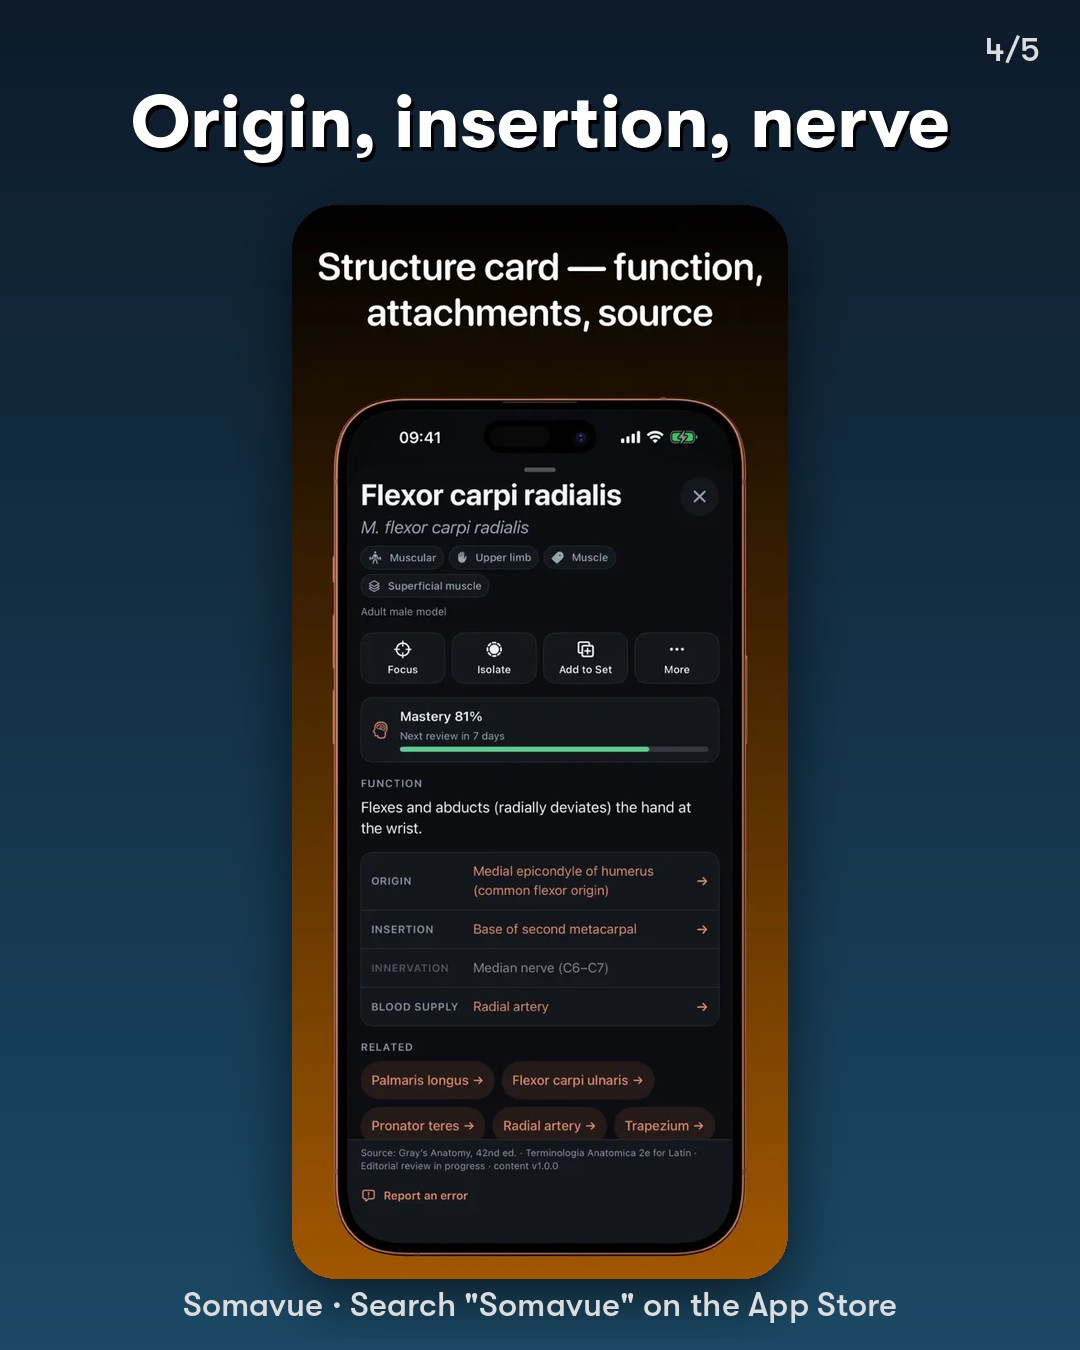 4/5
Origin, insertion, nerve
Structure card — function,
attachments, source
09:41
Flexor carpi radialis
M. flexor carpi radialis
Muscular
Upper limb
Muscle
Superficial muscle
Adult male model
Focus
Isolate
Add to Set
More
Mastery 81%
Next review in 7 days
FUNCTION
Flexes and abducts (radially deviates) the hand at
the wrist.
ORIGIN
Medial epicondyle of humerus
(common flexor origin) →
INSERTION
Base of second metacarpal →
INNERVATION
Median nerve (C6–C7)
BLOOD SUPPLY
Radial artery →
RELATED
Palmaris longus →
Flexor carpi ulnaris →
Pronator teres →
Radial artery →
Trapezium →
Source: Gray's Anatomy, 42nd ed. · Terminologia Anatomica 2e for Latin ·
Editorial review in progress · content v1.0.0
Report an error
Somavue · Search "Somavue" on the App Store